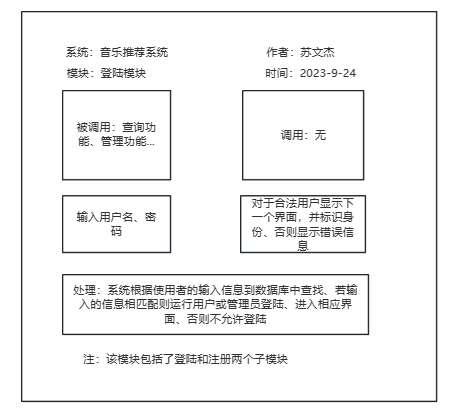 系统：音乐推荐系统
作者：苏文杰
模块：登陆模块
时间：2023-9-24
被调用：查询功
能、管理功能...
调用：无
输入用户名、密
码
对于合法用户显示下
一个界面，并标识身
份、否则显示错误信
息
处理：系统根据使用者的输入信息到数据库中查找、若输
入的信息相匹配则运行用户或管理员登陆、进入相应界
面、否则不允许登陆
注：该模块包括了登陆和注册两个子模块